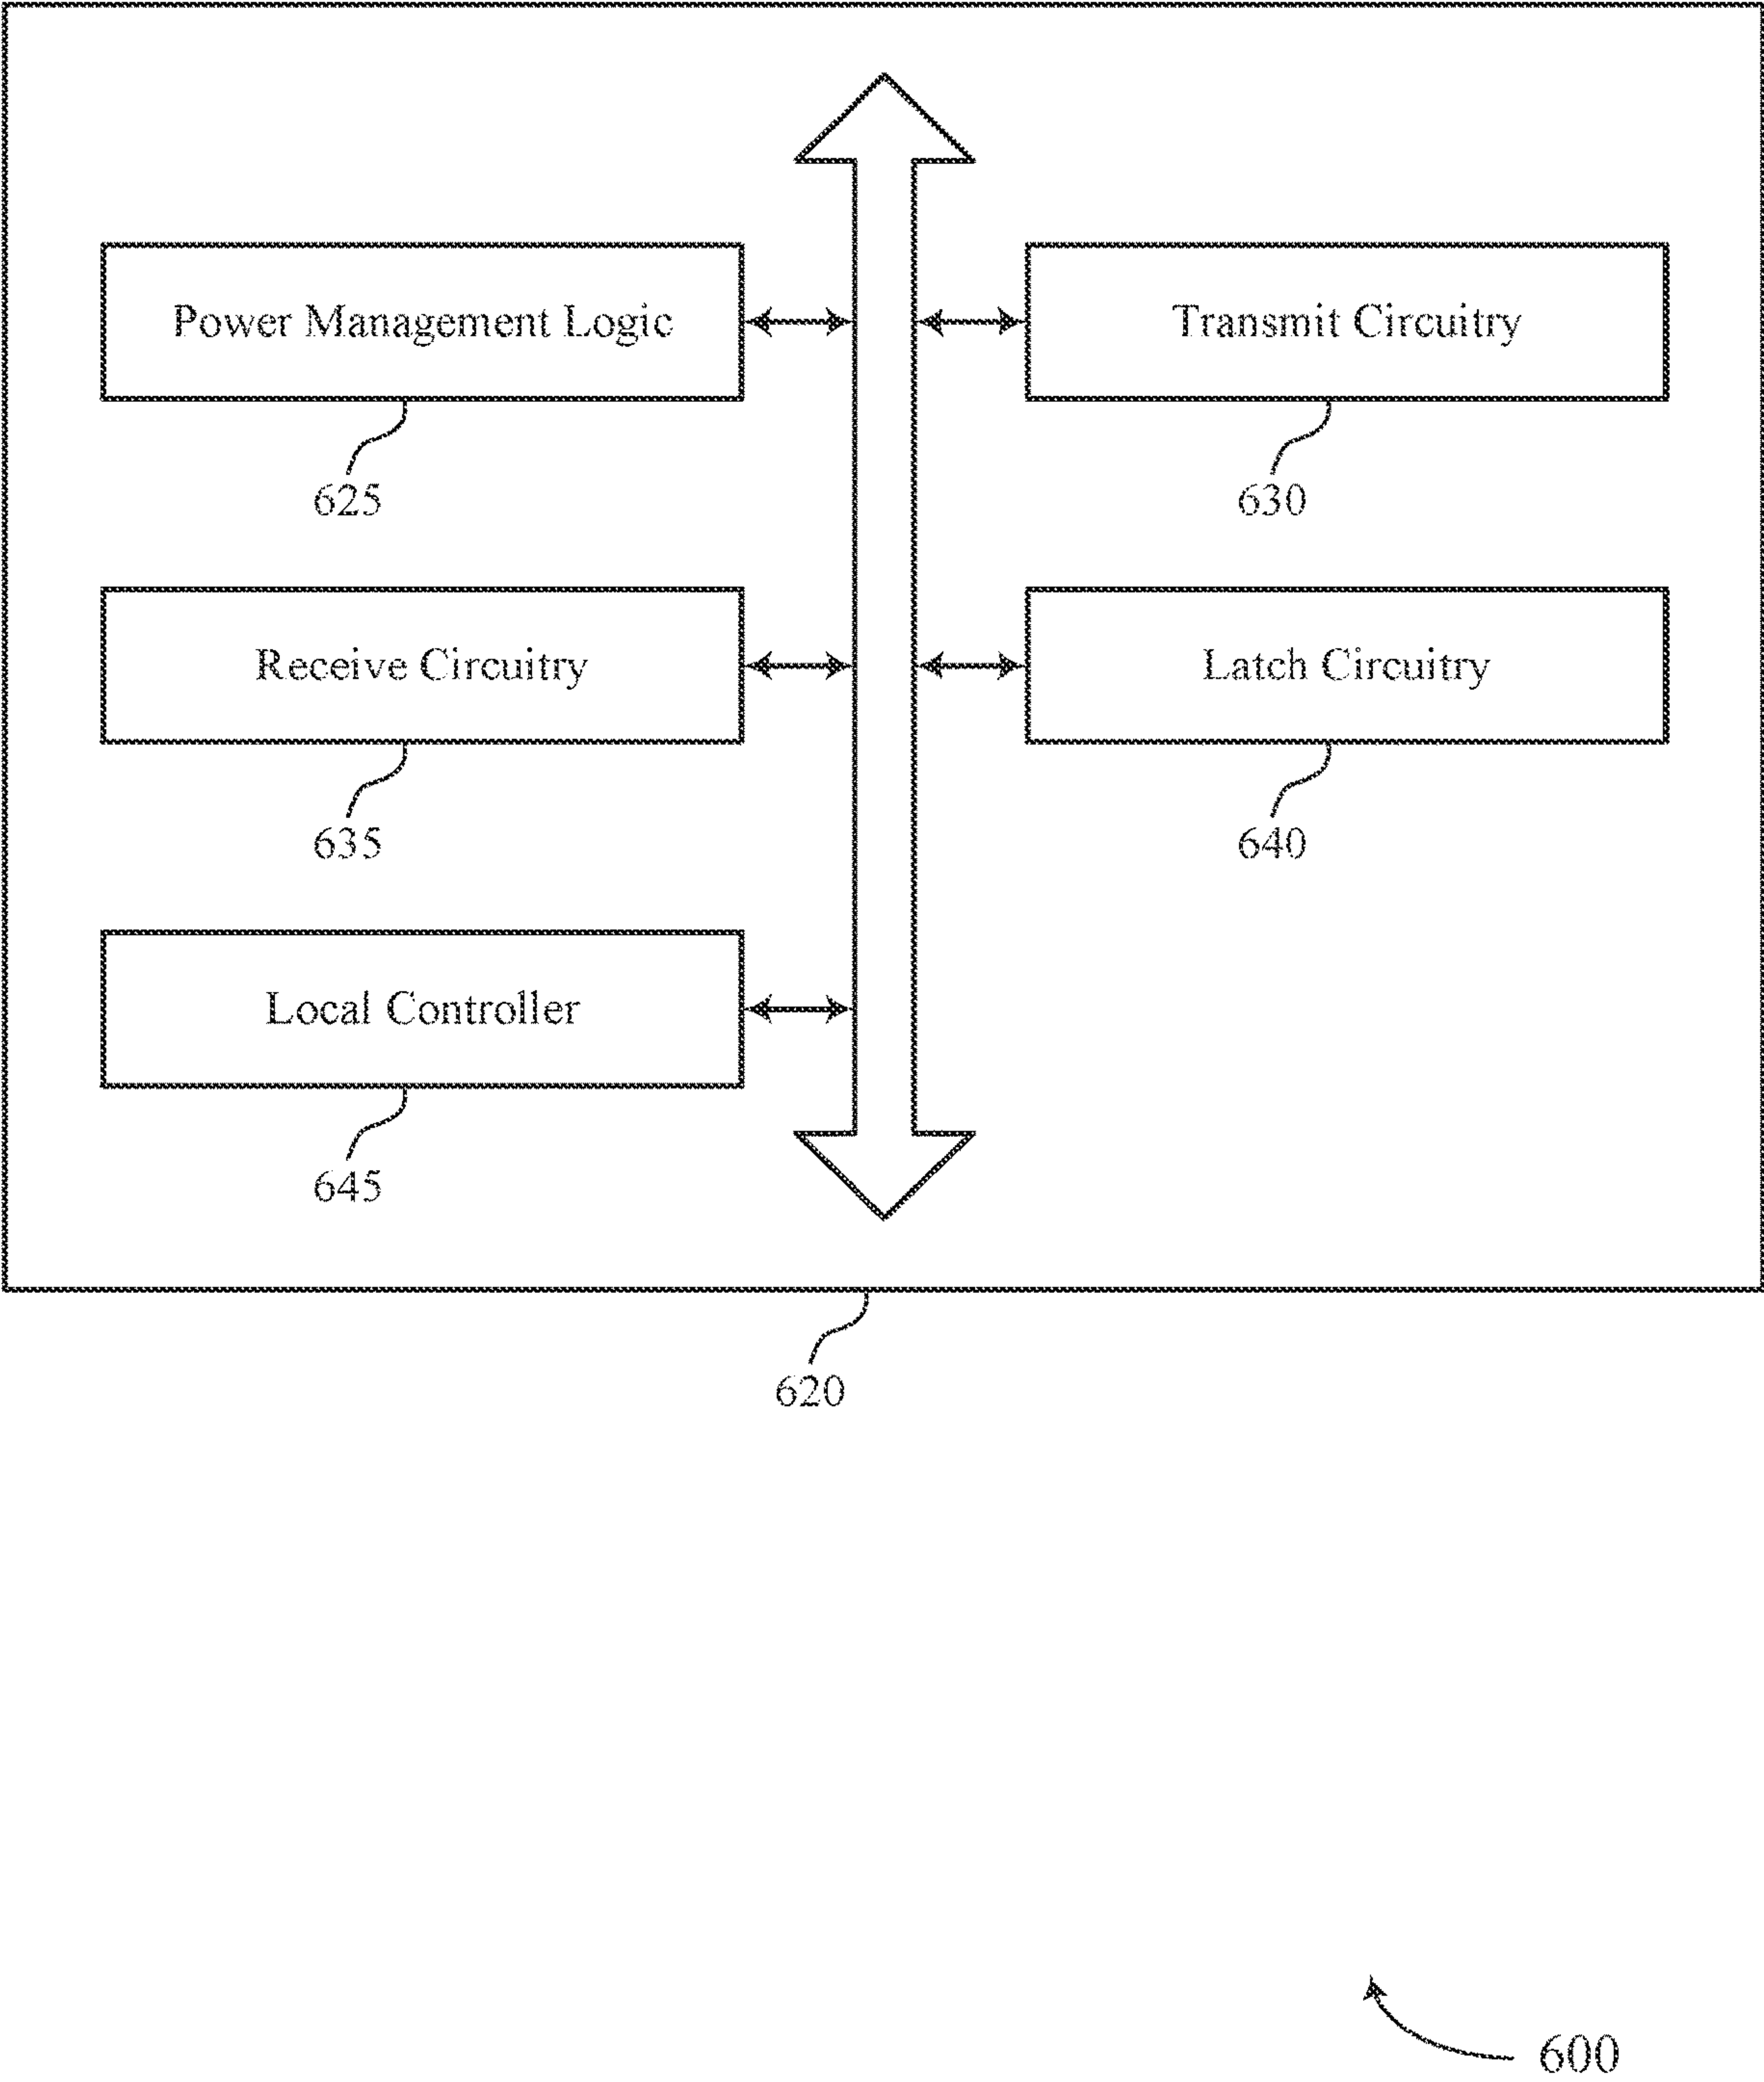 Power Management Logic
Transmit Circuitry
625
630
Receive Circuitry
Latch Circuitry
635
640
Local Controller
645
620
600